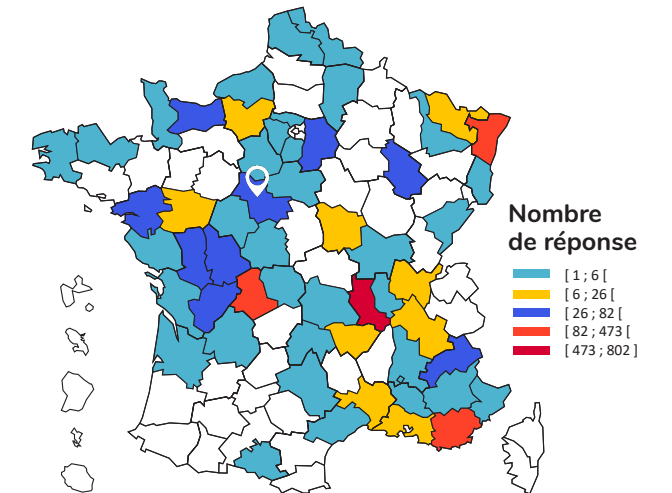 Nombre
de réponse
[ 1 ; 6 [
[ 6 ; 26 [
[ 26 ; 82 [
[ 82 ; 473 [
[ 473 ; 802 ]